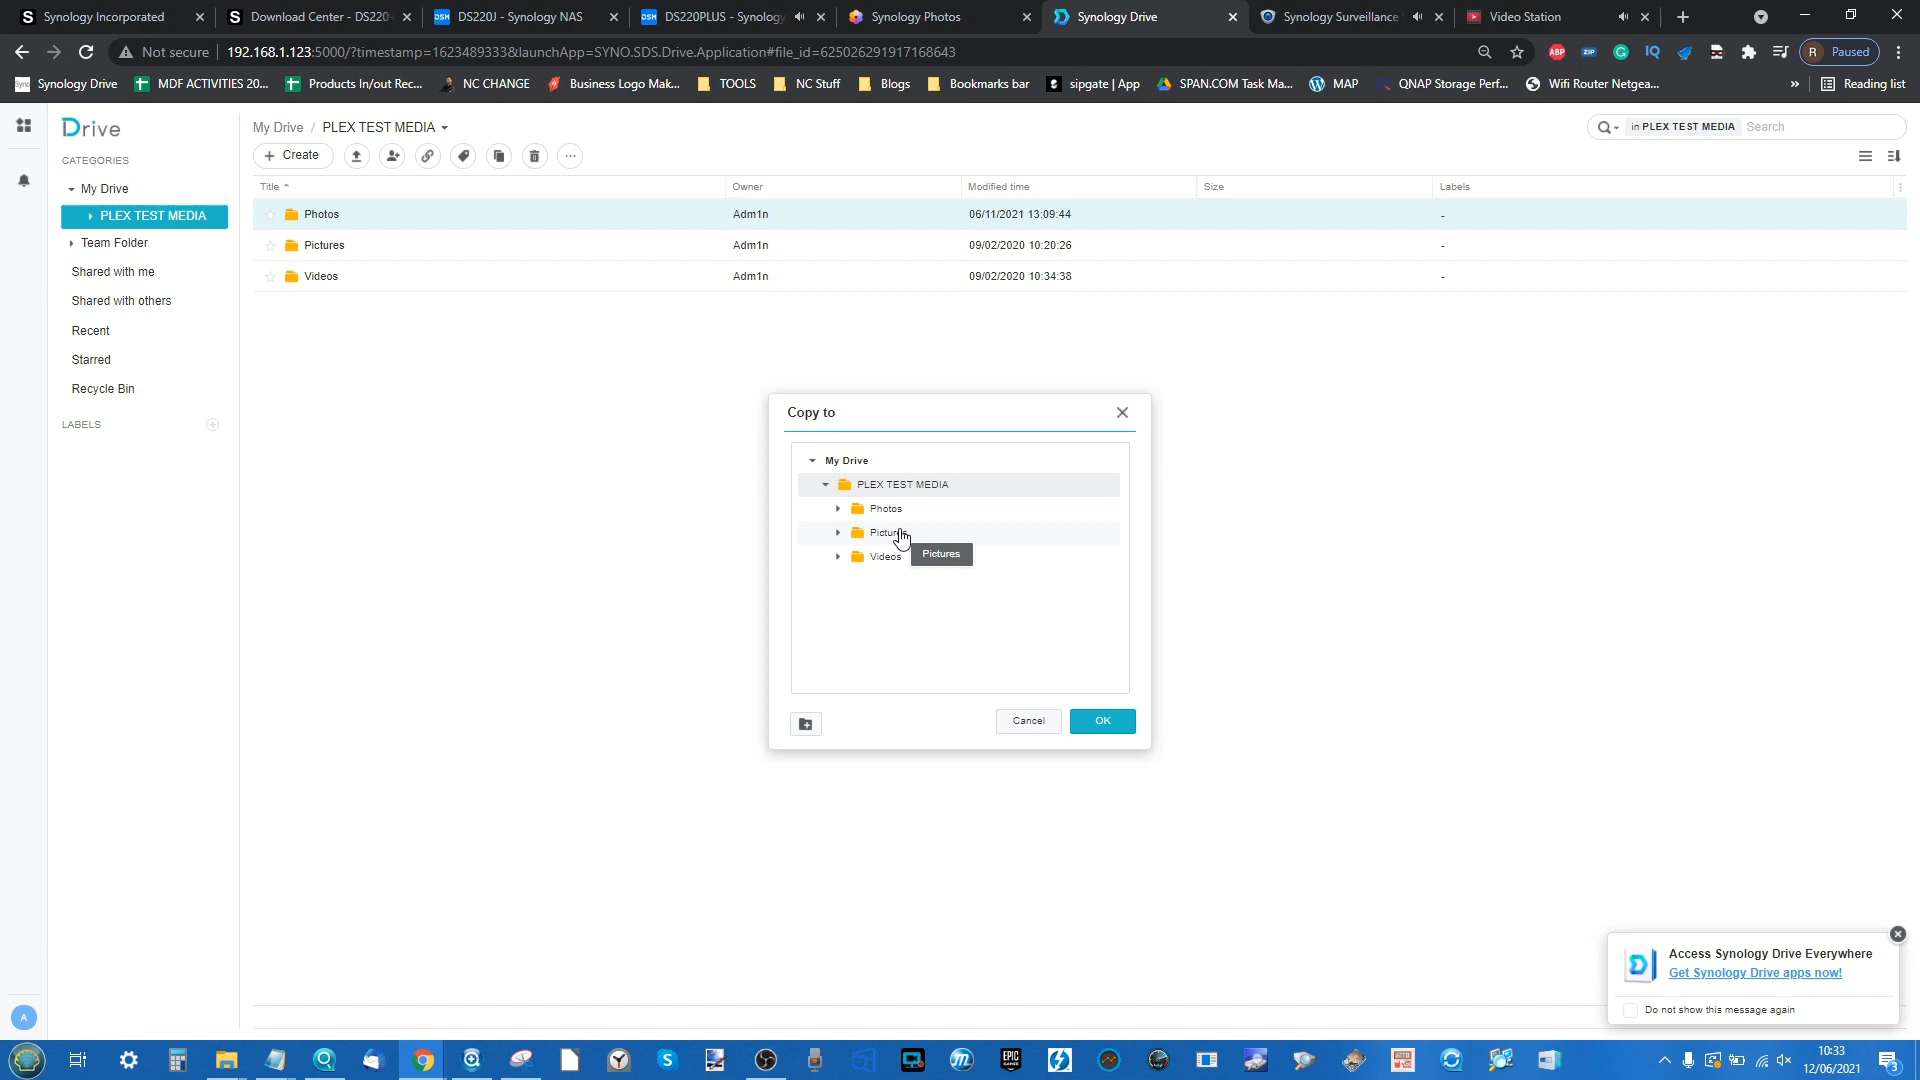 Synology Incorporated
Download Center - DS220
DS220J - Synology NAS
DS220PLUS - Synology
Synology Photos
Synology Drive
Synology Surveillance
Video Station
Not secure
192.168.1.123:5000/?timestamp=1623489333&launchApp=SYNO.SDS.Drive.Application#file_id=625026291917168643
ABP
ZIP
IQ
R Paused
Synology Drive
MDF ACTIVITIES 20...
Products In/out Rec...
NC CHANGE
Business Logo Mak...
TOOLS
NC Stuff
Blogs
Bookmarks bar
sipgate | App
SPAN.COM Task Ma...
MAP
QNAP Storage Perf...
Wifi Router Netgea...
»
Reading list
Drive
My Drive / PLEX TEST MEDIA
in PLEX TEST MEDIA Search
+ Create
CATEGORIES
My Drive
PLEX TEST MEDIA
Team Folder
Shared with me
Shared with others
Recent
Starred
Recycle Bin
LABELS
Title Owner Modified time Size Labels
Photos Adm1n 06/11/2021 13:09:44 -
Pictures Adm1n 09/02/2020 10:20:26 -
Videos Adm1n 09/02/2020 10:34:38 -
Copy to
My Drive
PLEX TEST MEDIA
Photos
Pictures
Videos
Pictures
Cancel OK
Access Synology Drive Everywhere
Get Synology Drive apps now!
Do not show this message again
A
EPIC GAMES
10:33
12/06/2021
3